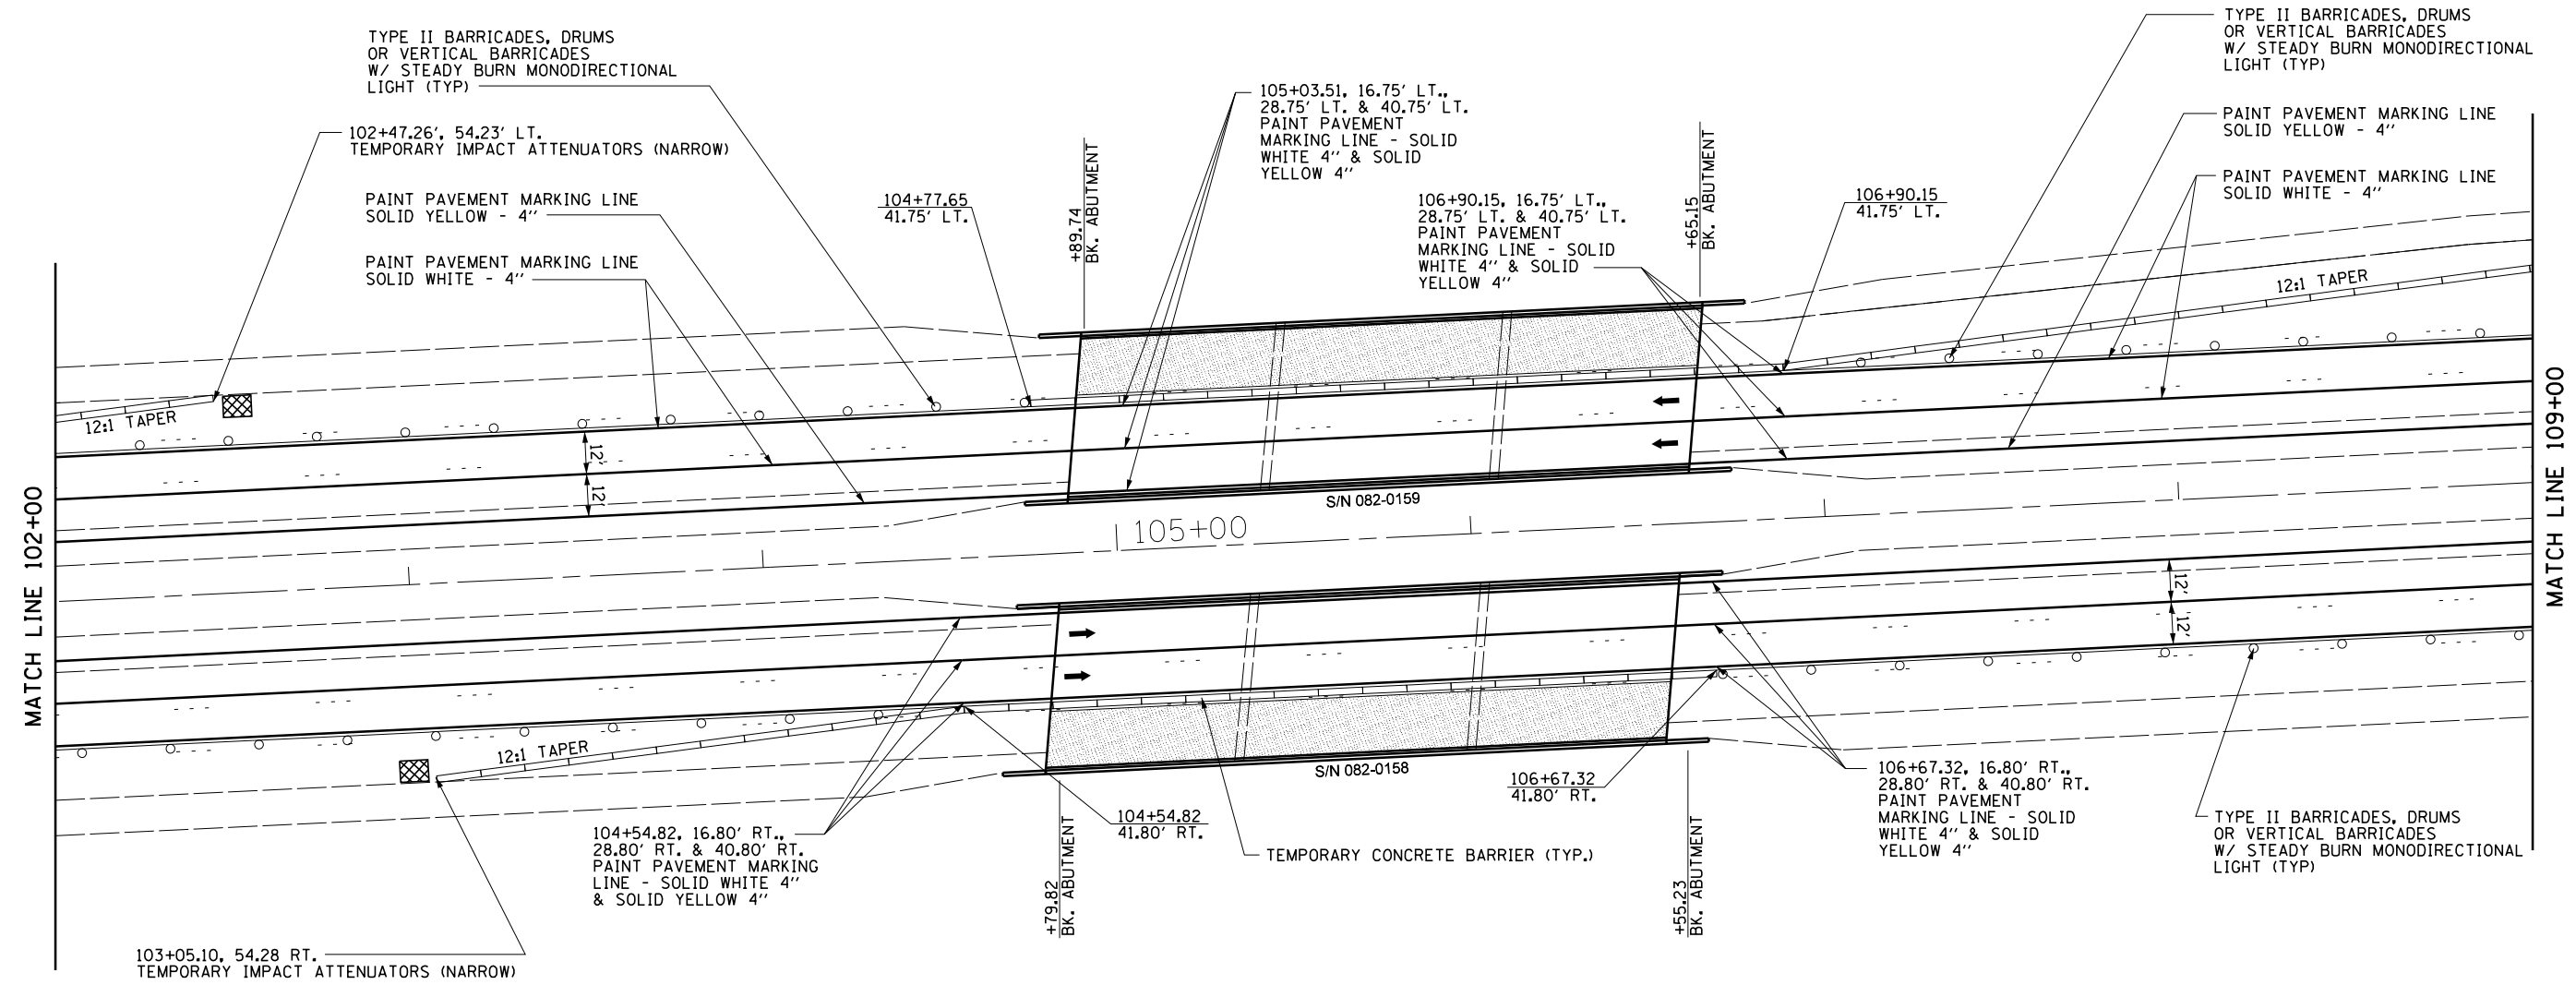 TYPE II BARRICADES, DRUMS
OR VERTICAL BARRICADES
W/ STEADY BURN MONODIRECTIONAL
LIGHT (TYP)
102+47.26', 54.23' LT.
TEMPORARY IMPACT ATTENUATORS (NARROW)
PAINT PAVEMENT MARKING LINE
SOLID YELLOW - 4''
PAINT PAVEMENT MARKING LINE
SOLID WHITE - 4''
104+77.65
41.75' LT.
+89.74
BK. ABUTMENT
105+03.51, 16.75' LT.,
28.75' LT. & 40.75' LT.
PAINT PAVEMENT
MARKING LINE - SOLID
WHITE 4'' & SOLID
YELLOW 4''
106+90.15, 16.75' LT.,
28.75' LT. & 40.75' LT.
PAINT PAVEMENT
MARKING LINE - SOLID
WHITE 4'' & SOLID
YELLOW 4''
+65.15
BK. ABUTMENT
106+90.15
41.75' LT.
TYPE II BARRICADES, DRUMS
OR VERTICAL BARRICADES
W/ STEADY BURN MONODIRECTIONAL
LIGHT (TYP)
PAINT PAVEMENT MARKING LINE
SOLID YELLOW - 4''
PAINT PAVEMENT MARKING LINE
SOLID WHITE - 4''
12:1 TAPER
12:1 TAPER
12'
12'
S/N 082-0159
105+00
MATCH LINE 102+00
MATCH LINE 109+00
12'
12'
12:1 TAPER
S/N 082-0158
104+54.82, 16.80' RT.,
28.80' RT. & 40.80' RT.
PAINT PAVEMENT MARKING
LINE - SOLID WHITE 4''
& SOLID YELLOW 4''
+79.82
BK. ABUTMENT
104+54.82
41.80' RT.
TEMPORARY CONCRETE BARRIER (TYP.)
106+67.32
41.80' RT.
+55.23
BK. ABUTMENT
106+67.32, 16.80' RT.,
28.80' RT. & 40.80' RT.
PAINT PAVEMENT
MARKING LINE - SOLID
WHITE 4'' & SOLID
YELLOW 4''
TYPE II BARRICADES, DRUMS
OR VERTICAL BARRICADES
W/ STEADY BURN MONODIRECTIONAL
LIGHT (TYP)
103+05.10, 54.28 RT.
TEMPORARY IMPACT ATTENUATORS (NARROW)